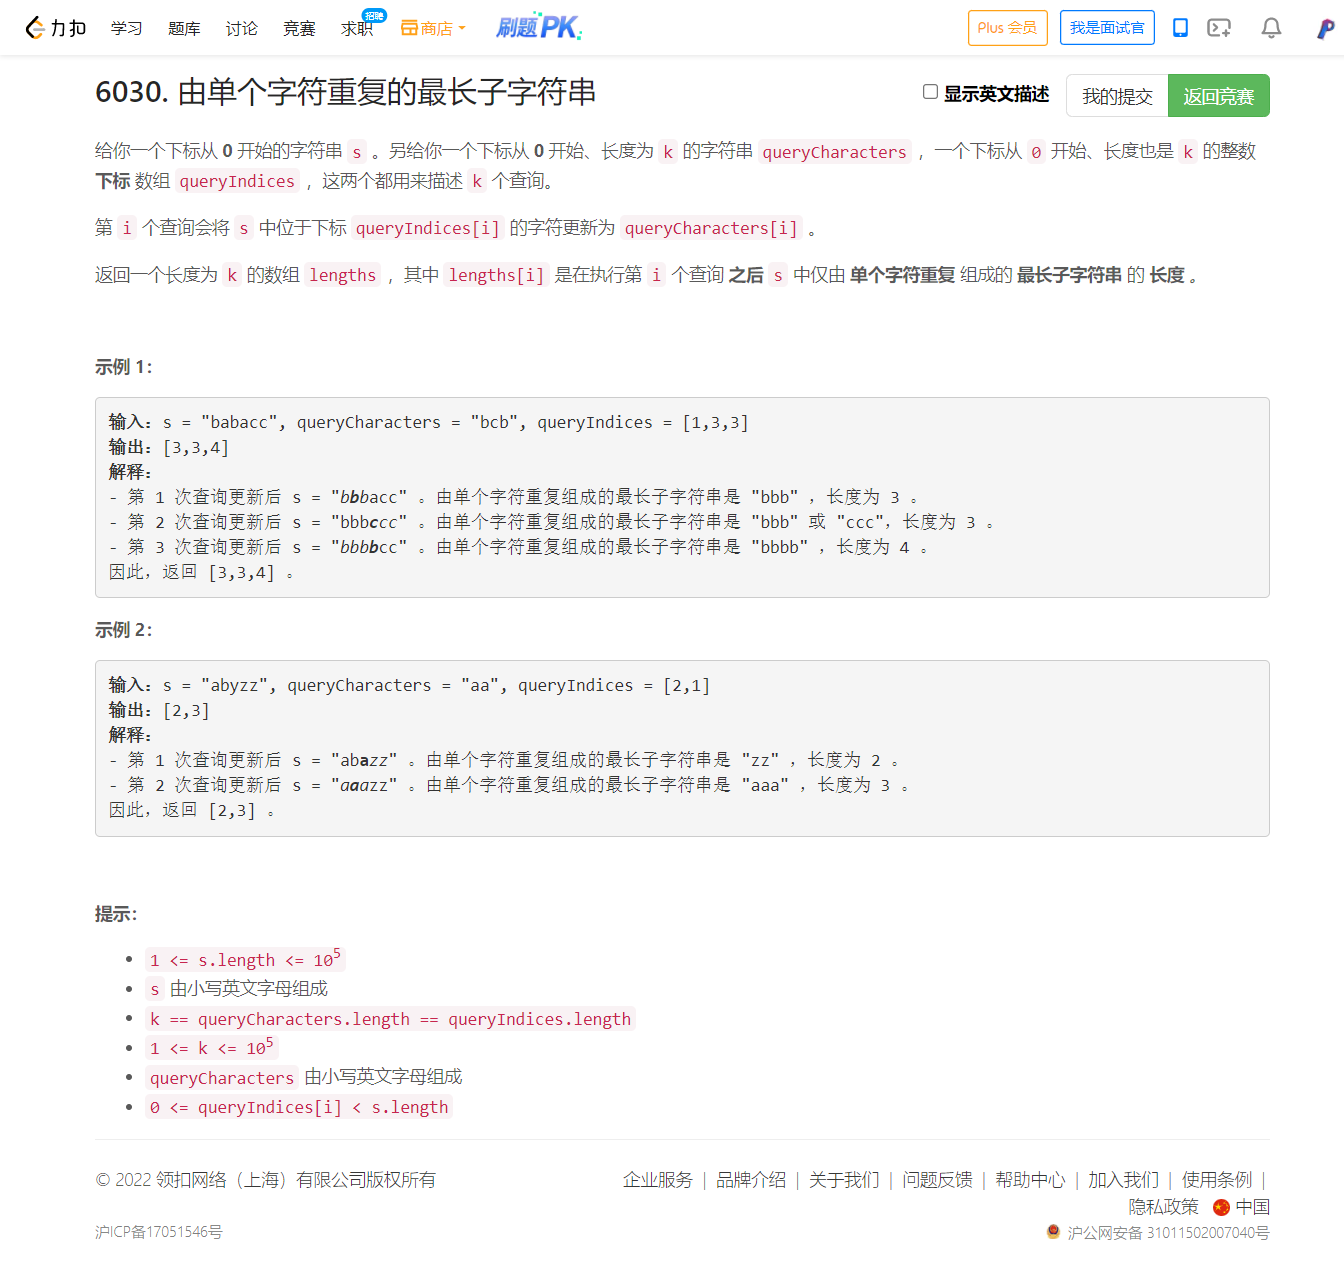 力扣 学习 题库 讨论 竞赛 求职 招聘 商店 刷题PK Plus 会员 我是面试官
6030. 由单个字符重复的最长子字符串 显示英文描述 我的提交 返回竞赛
给你一个下标从 0 开始的字符串 s 。另给你一个下标从 0 开始、长度为 k 的字符串 queryCharacters ，一个下标从 0 开始、长度也是 k 的整数
下标 数组 queryIndices ，这两个都用来描述 k 个查询。
第 i 个查询会将 s 中位于下标 queryIndices[i] 的字符更新为 queryCharacters[i] 。
返回一个长度为 k 的数组 lengths ，其中 lengths[i] 是在执行第 i 个查询 之后 s 中仅由 单个字符重复 组成的 最长子字符串 的 长度 。
示例 1：
输入：s = "babacc", queryCharacters = "bcb", queryIndices = [1,3,3]
输出：[3,3,4]
解释：
- 第 1 次查询更新后 s = "bbbacc" 。由单个字符重复组成的最长子字符串是 "bbb" ，长度为 3 。
- 第 2 次查询更新后 s = "bbbccc" 。由单个字符重复组成的最长子字符串是 "bbb" 或 "ccc"，长度为 3 。
- 第 3 次查询更新后 s = "bbbbcc" 。由单个字符重复组成的最长子字符串是 "bbbb" ，长度为 4 。
因此，返回 [3,3,4] 。
示例 2：
输入：s = "abyzz", queryCharacters = "aa", queryIndices = [2,1]
输出：[2,3]
解释：
- 第 1 次查询更新后 s = "abazz" 。由单个字符重复组成的最长子字符串是 "zz" ，长度为 2 。
- 第 2 次查询更新后 s = "aaazz" 。由单个字符重复组成的最长子字符串是 "aaa" ，长度为 3 。
因此，返回 [2,3] 。
提示：
• 1 <= s.length <= 10⁵
• s 由小写英文字母组成
• k == queryCharacters.length == queryIndices.length
• 1 <= k <= 10⁵
• queryCharacters 由小写英文字母组成
• 0 <= queryIndices[i] < s.length
© 2022 领扣网络（上海）有限公司版权所有 企业服务 | 品牌介绍 | 关于我们 | 问题反馈 | 帮助中心 | 加入我们 | 使用条例 |
隐私政策 中国
沪ICP备17051546号 沪公网安备 31011502007040号